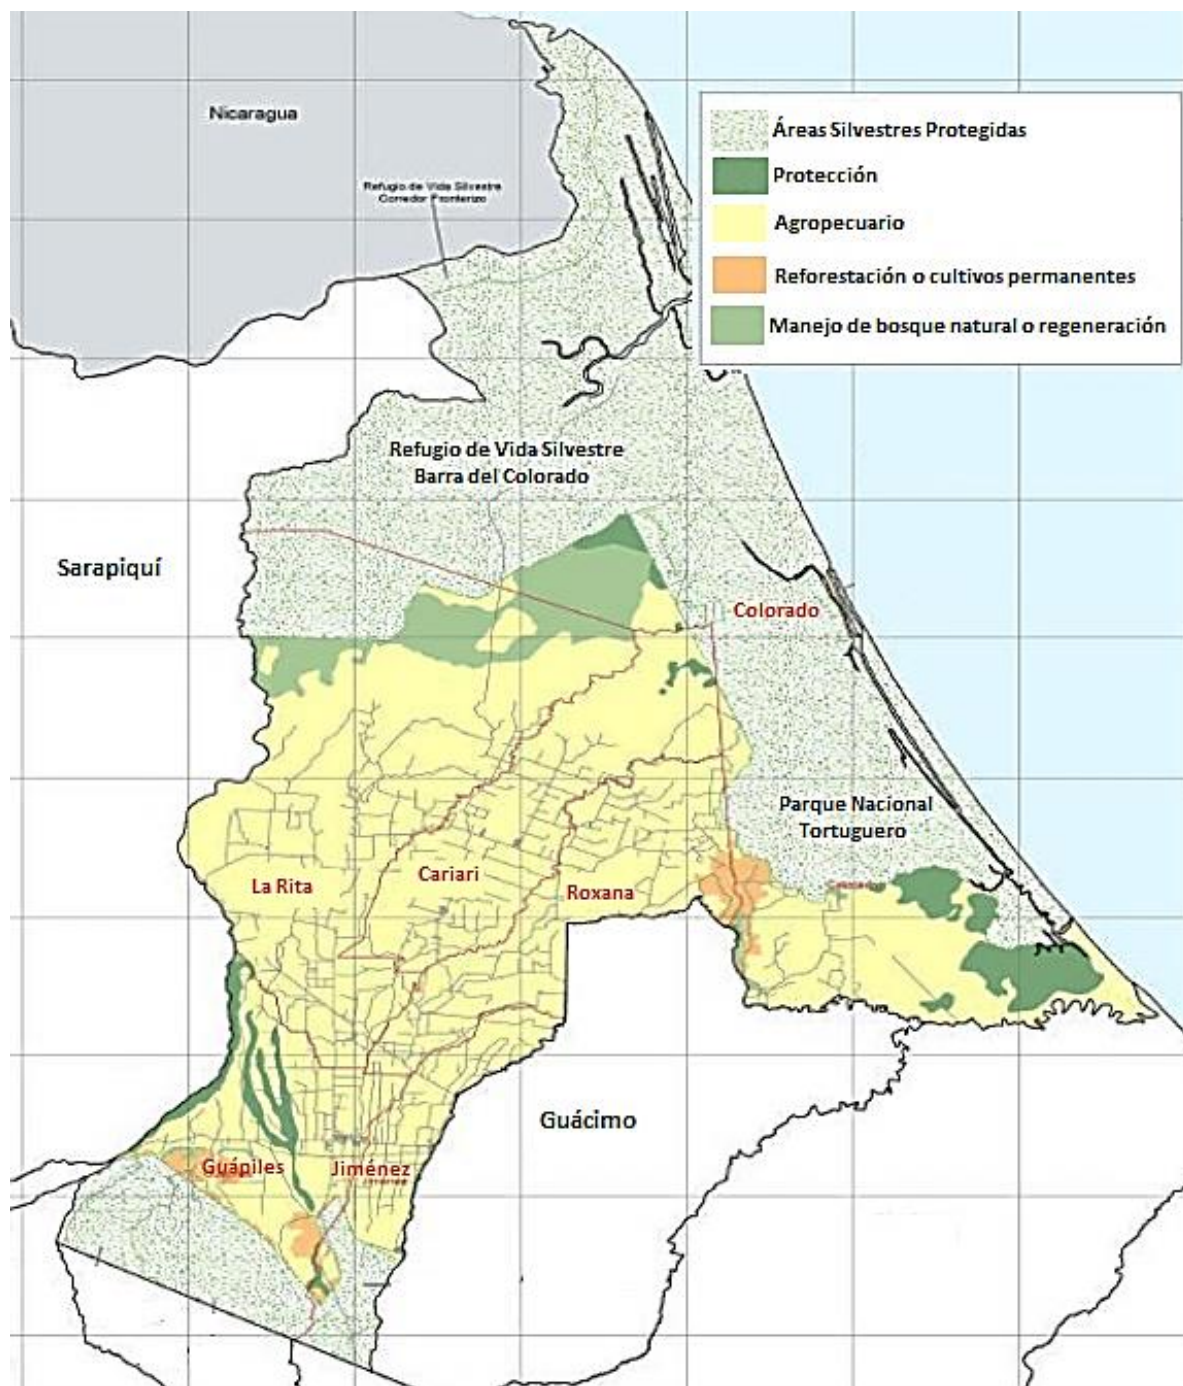 Nicaragua
Áreas Silvestres Protegidas
Protección
Refugio de Vida Silvestre
Corredor Fronterizo
Agropecuario
Reforestación o cultivos permanentes
Manejo de bosque natural o regeneración
Refugio de Vida Silvestre
Barra del Colorado
Sarapiquí
Colorado
Parque Nacional
Tortuguero
La Rita
Cariari
Roxana
Guácimo
Guápiles
Jiménez